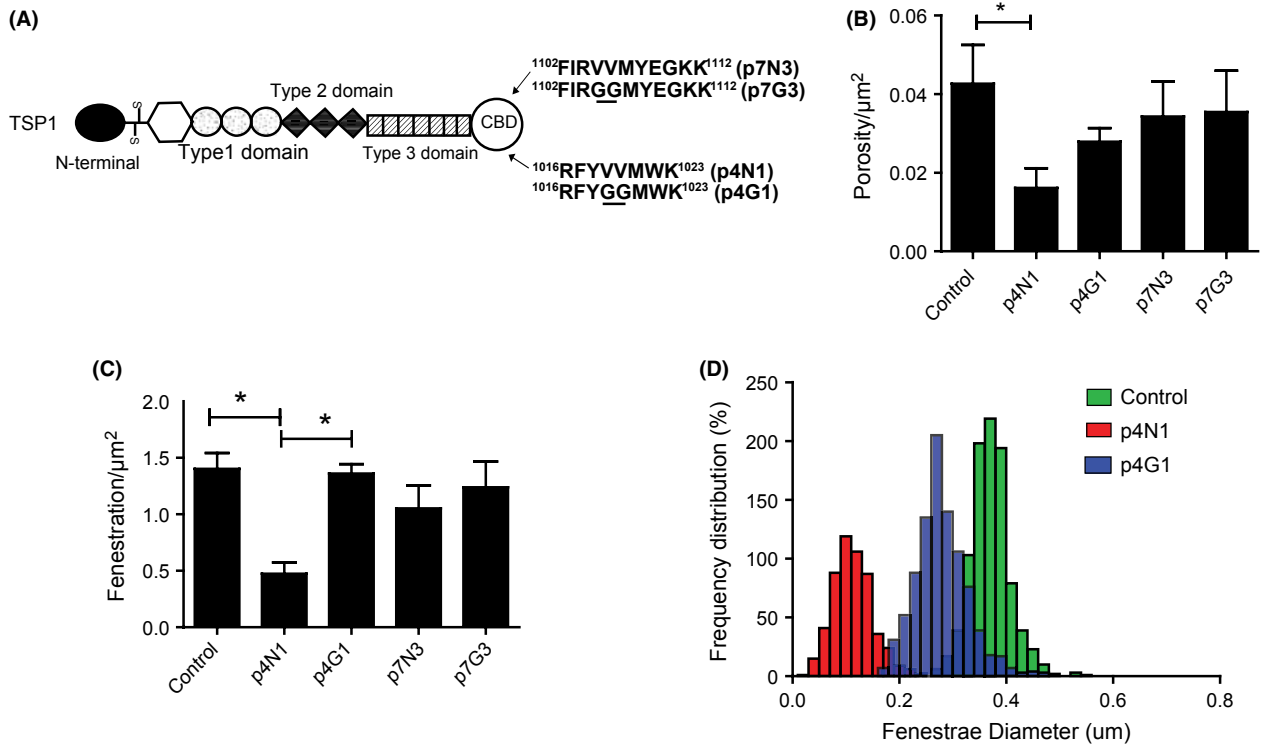 (A)
TSP1
N-terminal
S
S
Type1 domain
Type 2 domain
Type 3 domain
CBD
¹¹⁰²FIRVVMYEGKK¹¹¹² (p7N3)
¹¹⁰²FIRGGMYEGKK¹¹¹² (p7G3)
¹⁰¹⁶RFYVVMWK¹⁰²³ (p4N1)
¹⁰¹⁶RFYGGMWK¹⁰²³ (p4G1)
(B)
Porosity/µm²
0.06
0.04
0.02
0.00
*
Control
p4N1
p4G1
p7N3
p7G3
(C)
Fenestration/µm²
2.0
1.5
1.0
0.5
0.0
*
*
Control
p4N1
p4G1
p7N3
p7G3
(D)
Frequency distribution (%)
250
200
150
100
50
0
0.0 0.2 0.4 0.6 0.8
Fenestrae Diameter (um)
Control
p4N1
p4G1